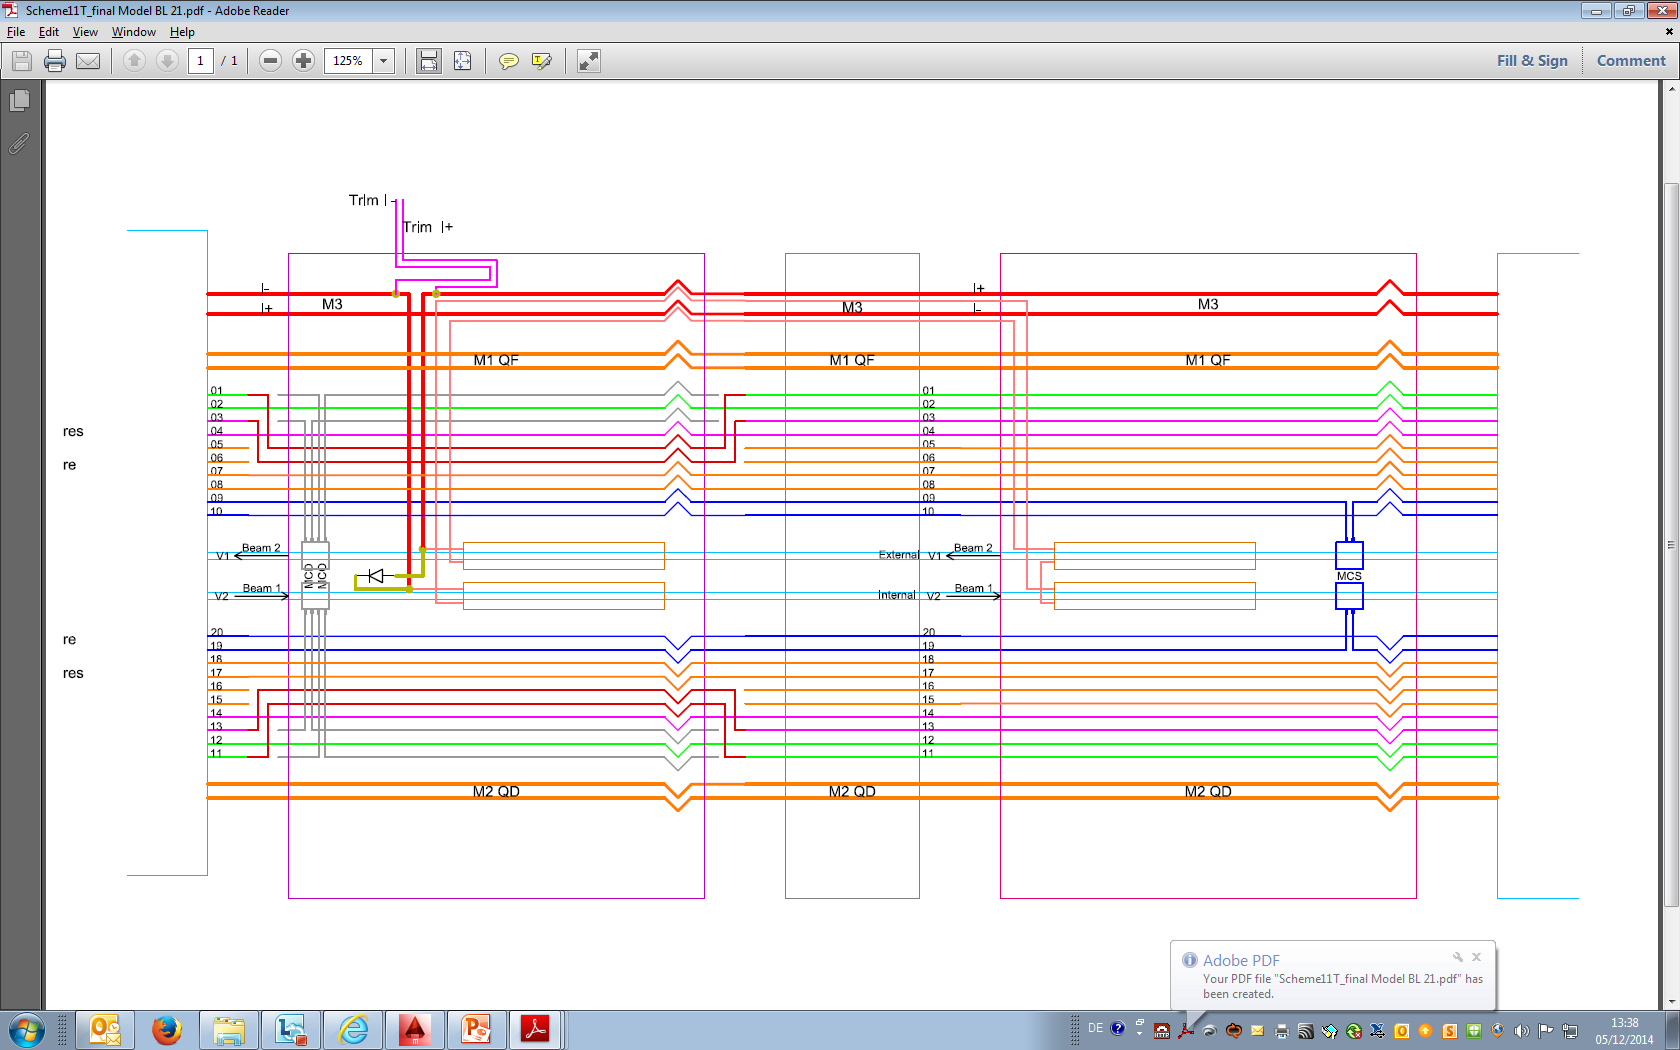 Scheme11T_final Model BL 21.pdf - Adobe Reader
File Edit View Window Help
1 / 1 125% Fill & Sign Comment
Trim I-
Trim I+
I- I+
M3 M3 M3
I+ I-
M1 QF M1 QF M1 QF
01 01
02 02
03 03
res 04 04
05 05
re 06 06
07 07
08 08
09 09
10 10
V1 Beam 2 External V1 Beam 2
MCO MCO MCS
V2 Beam 1 Internal V2 Beam 1
20 20
re 19 19
18 18
res 17 17
16 16
15 15
14 14
13 13
12 12
11 11
M2 QD M2 QD M2 QD
Adobe PDF
Your PDF file "Scheme11T_final Model BL 21.pdf" has
been created.
DE 13:38
05/12/2014